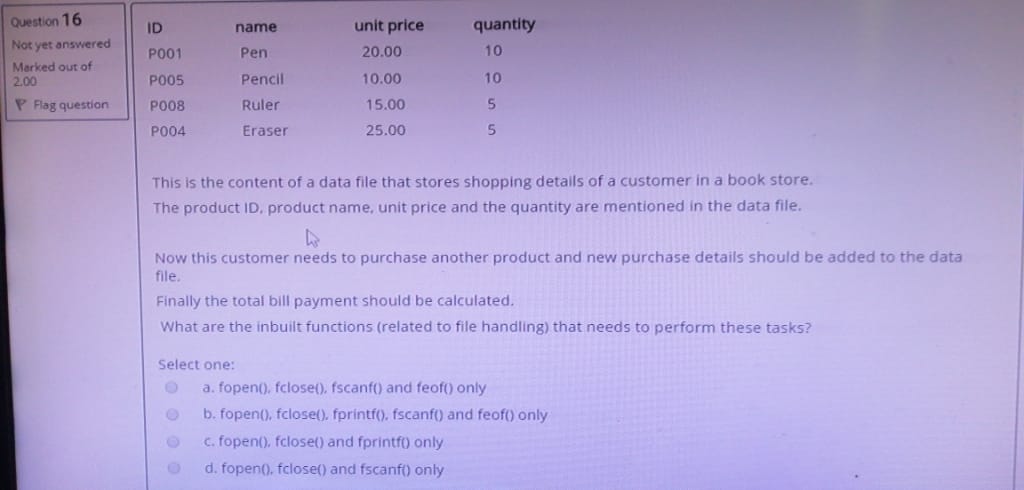 Question 16
Not yet answered
Marked out of
2.00
Flag question
ID name unit price quantity
P001 Pen 20.00 10
P005 Pencil 10.00 10
P008 Ruler 15.00 5
P004 Eraser 25.00 5
This is the content of a data file that stores shopping details of a customer in a book store.
The product ID, product name, unit price and the quantity are mentioned in the data file.
Now this customer needs to purchase another product and new purchase details should be added to the data
file.
Finally the total bill payment should be calculated.
What are the inbuilt functions (related to file handling) that needs to perform these tasks?
Select one:
a. fopen(), fclose(), fscanf() and feof() only
b. fopen(), fclose(), fprintf(), fscanf() and feof() only
c. fopen(), fclose() and fprintf() only
d. fopen(), fclose() and fscanf() only